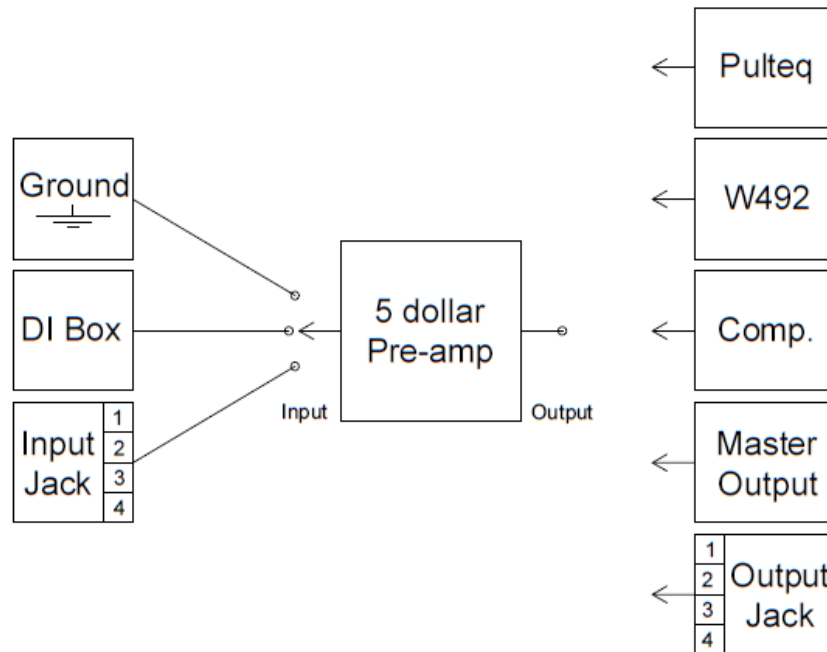 Ground
DI Box
Input
Jack
1
2
3
4
Input
5 dollar
Pre-amp
Output
Pulteq
W492
Comp.
Master
Output
1
2
3
4
Output
Jack